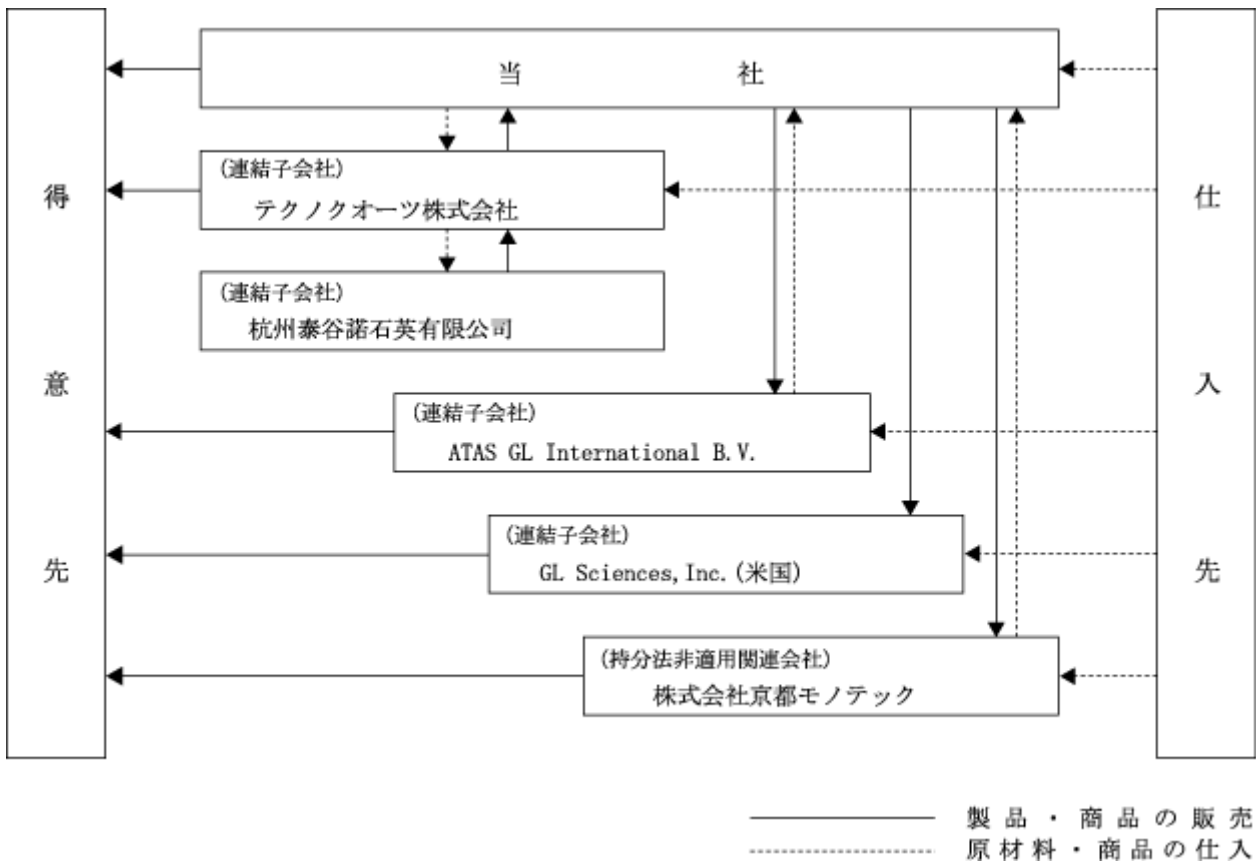 当社
(連結子会社)
テクノクオーツ株式会社
(連結子会社)
杭州泰谷諾石英有限公司
(連結子会社)
ATAS GL International B.V.
(連結子会社)
GL Sciences,Inc.(米国)
(持分法非適用関連会社)
株式会社京都モノテック
得意先
仕入先
製品・商品の販売
原材料・商品の仕入